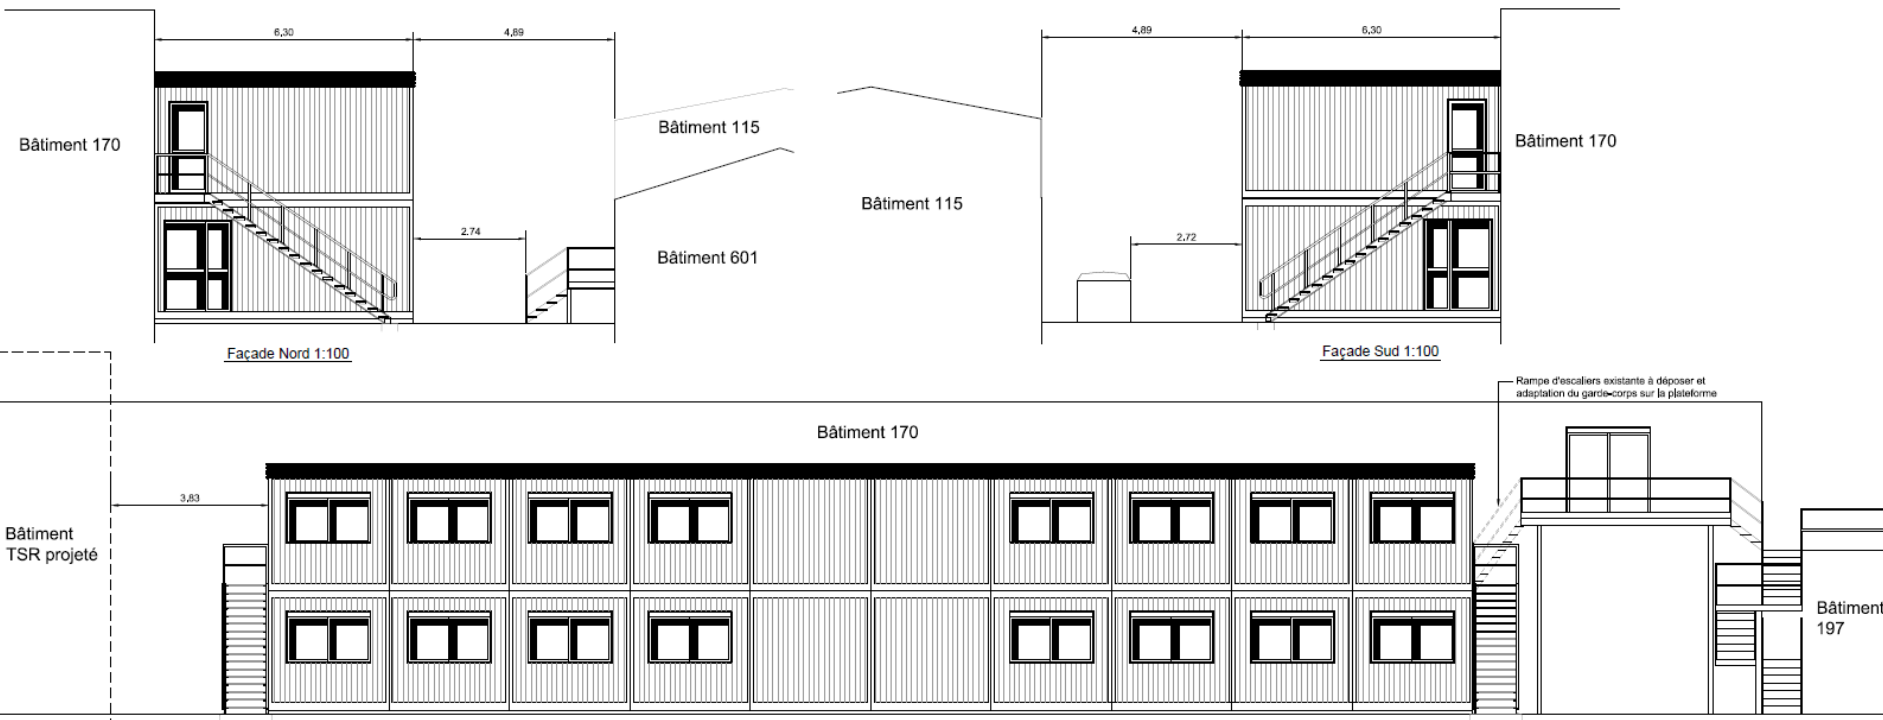 6,30
4,89
4,89
6,30
Bâtiment 170
Bâtiment 115
Bâtiment 115
Bâtiment 170
2.74
2,72
Bâtiment 601
Façade Nord 1:100
Façade Sud 1:100
Rampe d'escaliers existante à déposer et
adaptation du garde-corps sur la plateforme
Bâtiment 170
3,83
Bâtiment
TSR projeté
Bâtiment
197